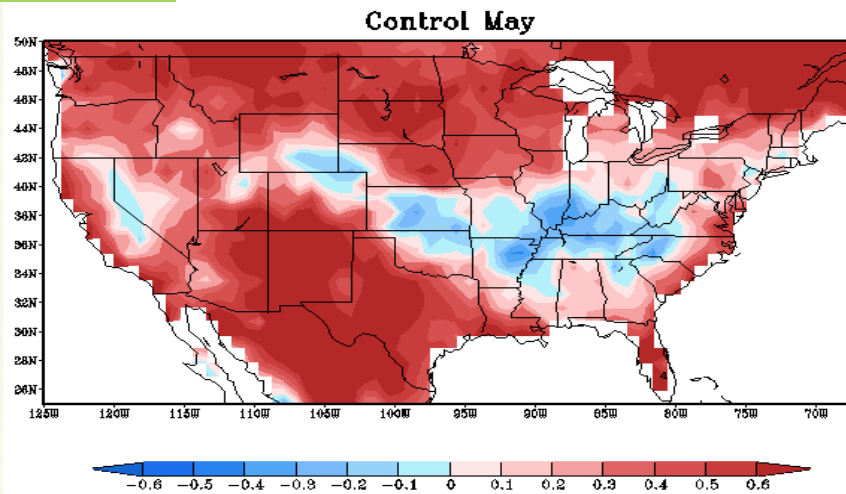 Control May
50N
48N
46N
44N
42N
40N
38N
36N
34N
32N
30N
28N
26N
125W 120W 115W 110W 105W 100W 95W 90W 85W 80W 75W 70W
-0.6 -0.5 -0.4 -0.3 -0.2 -0.1 0 0.1 0.2 0.3 0.4 0.5 0.6